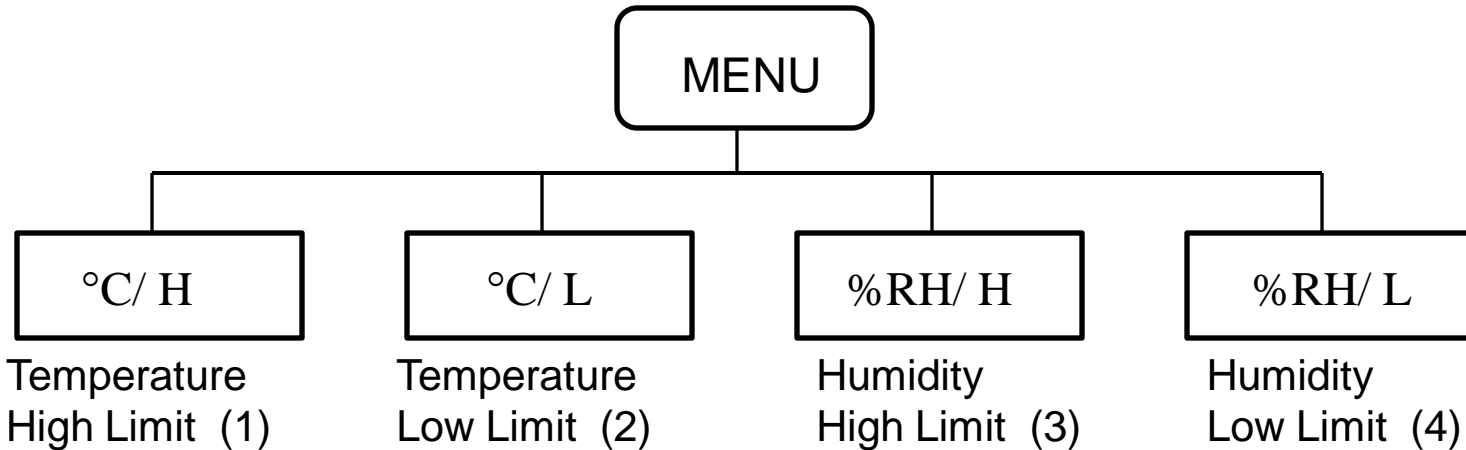 MENU
°C/ H
°C/ L
%RH/ H
%RH/ L
Temperature
High Limit (1)
Temperature
Low Limit (2)
Humidity
High Limit (3)
Humidity
Low Limit (4)